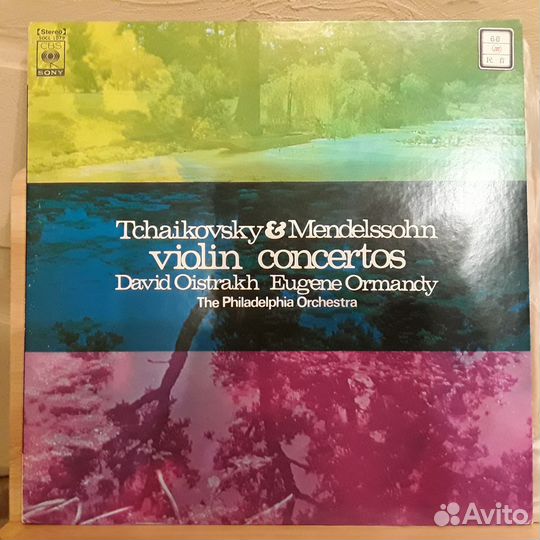 [Stereo]
CBS
SONY
Tchaikovsky & Mendelssohn
violin concertos
David Oistrakh Eugene Ormandy
The Philadelphia Orchestra
Avito